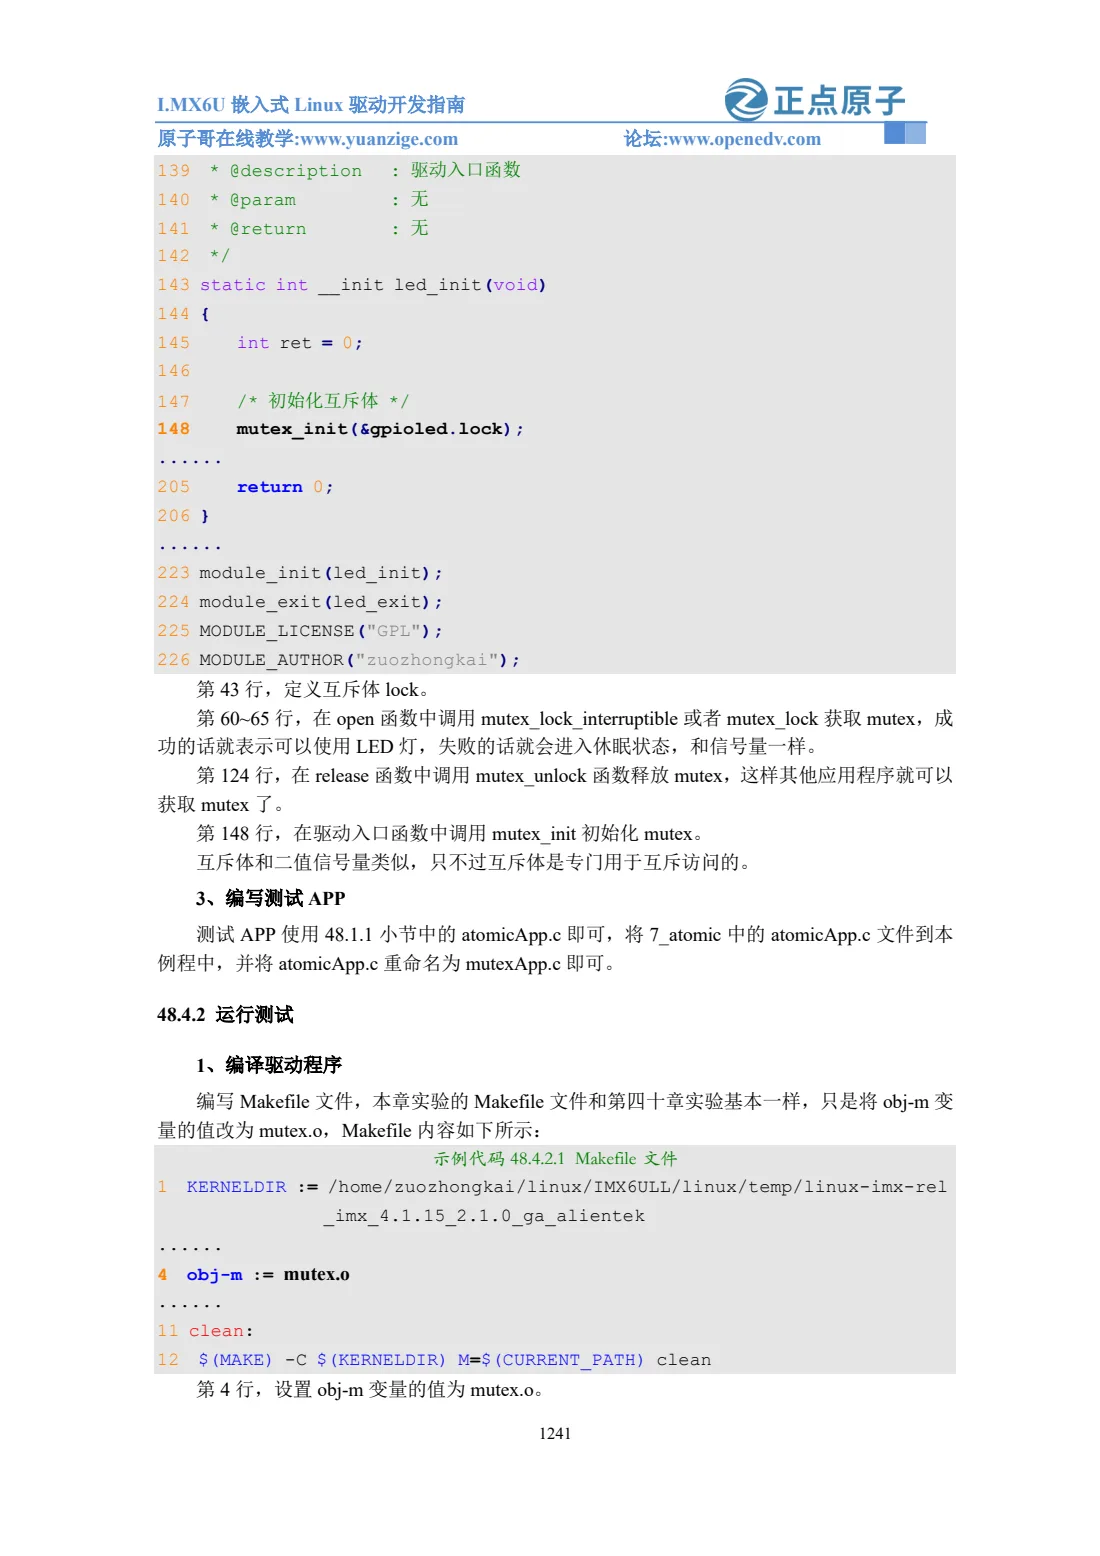 I.MX6U 嵌入式 Linux 驱动开发指南
正点原子
原子哥在线教学:www.yuanzige.com 论坛:www.openedv.com
139 * @description : 驱动入口函数
140 * @param : 无
141 * @return : 无
142 */
143 static int __init led_init(void)
144 {
145 int ret = 0;
146
147 /* 初始化互斥体 */
148 mutex_init(&gpioled.lock);
......
205 return 0;
206 }
......
223 module_init(led_init);
224 module_exit(led_exit);
225 MODULE_LICENSE("GPL");
226 MODULE_AUTHOR("zuozhongkai");
第 43 行，定义互斥体 lock。
第 60~65 行，在 open 函数中调用 mutex_lock_interruptible 或者 mutex_lock 获取 mutex，成
功的话就表示可以使用 LED 灯，失败的话就会进入休眠状态，和信号量一样。
第 124 行，在 release 函数中调用 mutex_unlock 函数释放 mutex，这样其他应用程序就可以
获取 mutex 了。
第 148 行，在驱动入口函数中调用 mutex_init 初始化 mutex。
互斥体和二值信号量类似，只不过互斥体是专门用于互斥访问的。
3、编写测试 APP
测试 APP 使用 48.1.1 小节中的 atomicApp.c 即可，将 7_atomic 中的 atomicApp.c 文件到本
例程中，并将 atomicApp.c 重命名为 mutexApp.c 即可。
48.4.2 运行测试
1、编译驱动程序
编写 Makefile 文件，本章实验的 Makefile 文件和第四十章实验基本一样，只是将 obj-m 变
量的值改为 mutex.o，Makefile 内容如下所示：
示例代码 48.4.2.1 Makefile 文件
1 KERNELDIR := /home/zuozhongkai/linux/IMX6ULL/linux/temp/linux-imx-rel
_imx_4.1.15_2.1.0_ga_alientek
......
4 obj-m := mutex.o
......
11 clean:
12 $(MAKE) -C $(KERNELDIR) M=$(CURRENT_PATH) clean
第 4 行，设置 obj-m 变量的值为 mutex.o。
1241